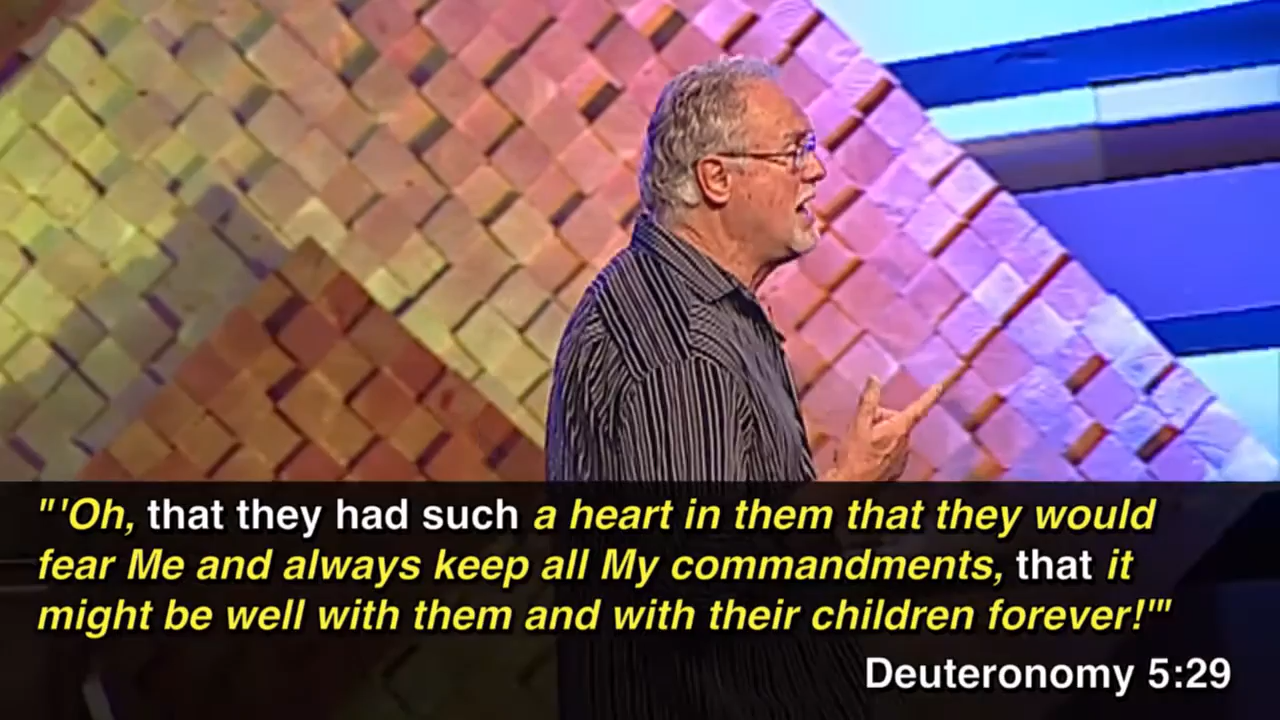 "'Oh, that they had such a heart in them that they would
fear Me and always keep all My commandments, that it
might be well with them and with their children forever!'"
Deuteronomy 5:29